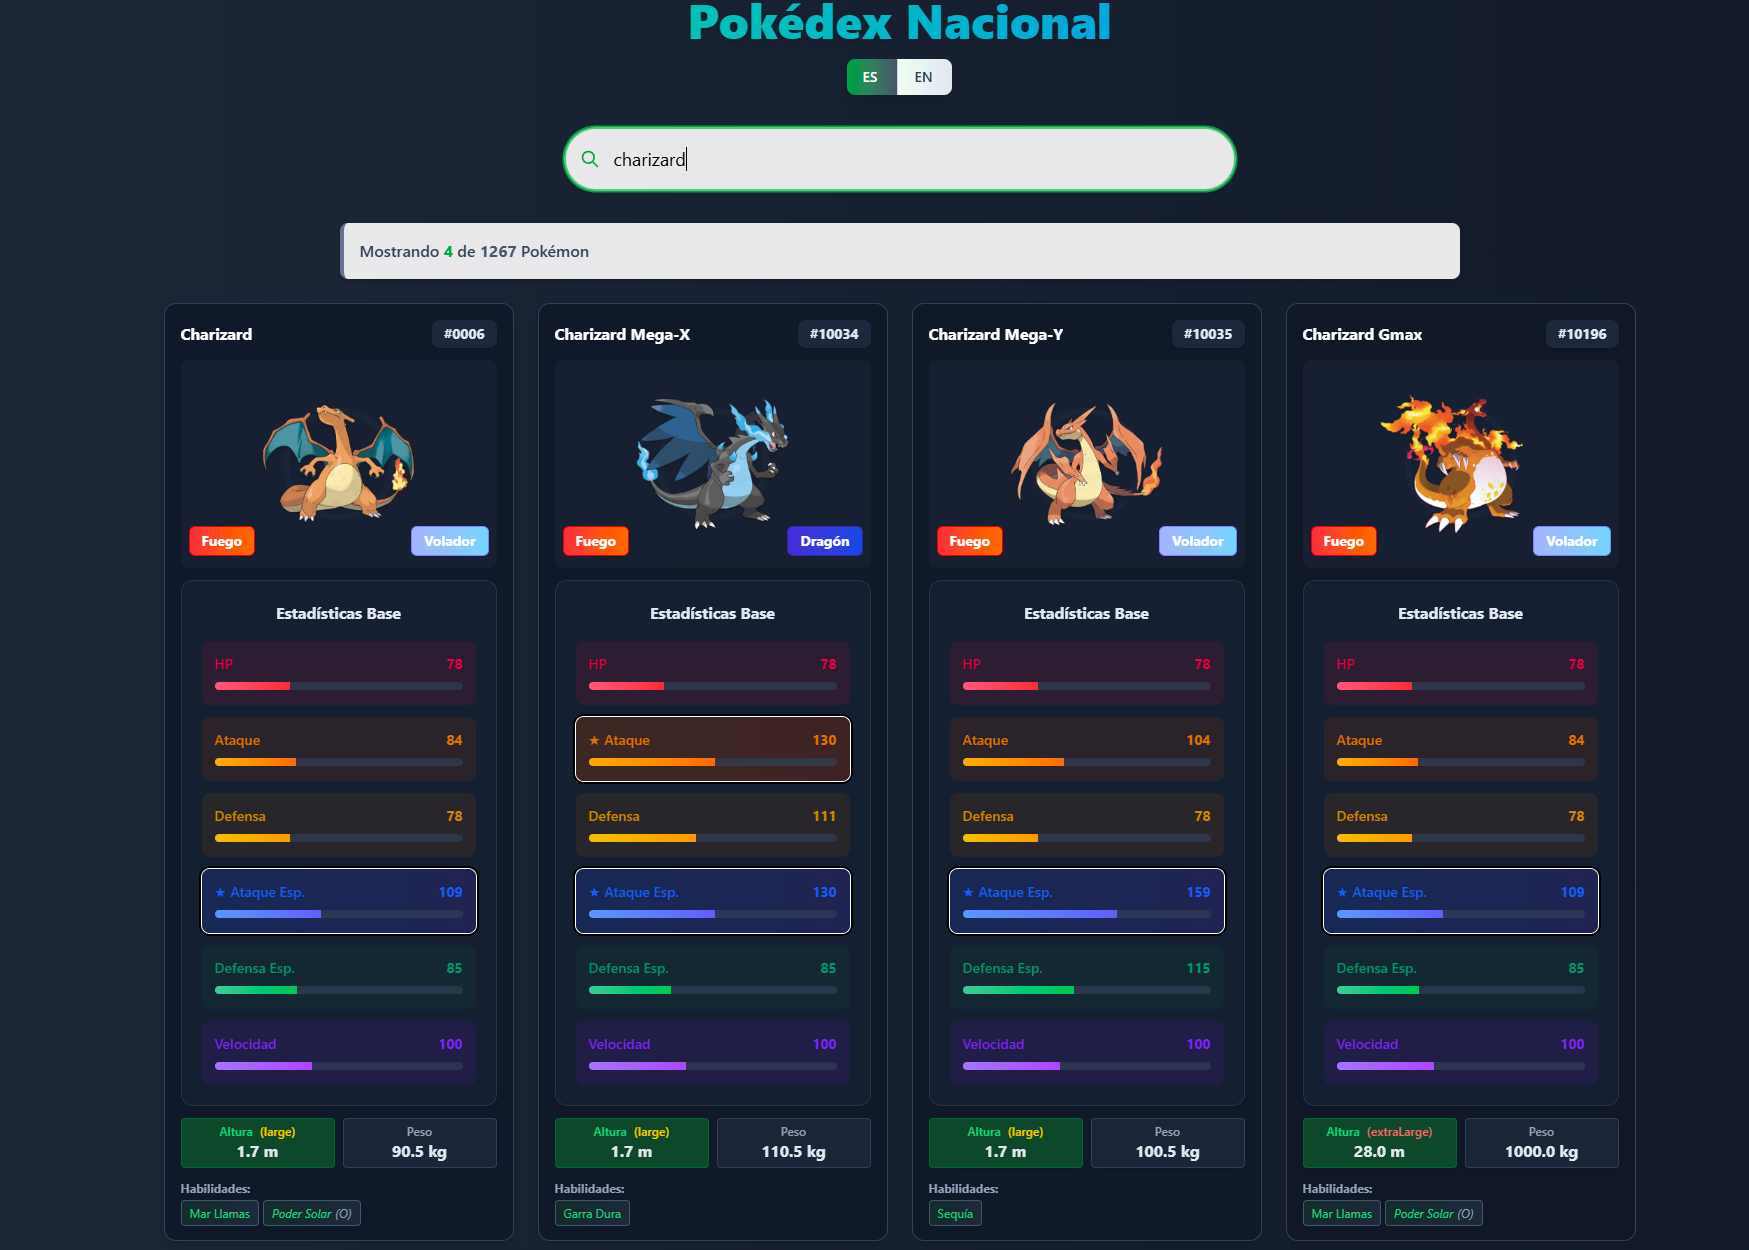 Pokédex Nacional
ES EN
charizard
Mostrando 4 de 1267 Pokémon
Charizard #0006
Fuego Volador
Estadísticas Base
HP 78
Ataque 84
Defensa 78
★ Ataque Esp. 109
Defensa Esp. 85
Velocidad 100
Altura (large)
1.7 m
Peso
90.5 kg
Habilidades:
Mar Llamas Poder Solar (O)
Charizard Mega-X #10034
Fuego Dragón
Estadísticas Base
HP 78
★ Ataque 130
Defensa 111
★ Ataque Esp. 130
Defensa Esp. 85
Velocidad 100
Altura (large)
1.7 m
Peso
110.5 kg
Habilidades:
Garra Dura
Charizard Mega-Y #10035
Fuego Volador
Estadísticas Base
HP 78
Ataque 104
Defensa 78
★ Ataque Esp. 159
Defensa Esp. 115
Velocidad 100
Altura (large)
1.7 m
Peso
100.5 kg
Habilidades:
Sequía
Charizard Gmax #10196
Fuego Volador
Estadísticas Base
HP 78
Ataque 84
Defensa 78
★ Ataque Esp. 109
Defensa Esp. 85
Velocidad 100
Altura (extraLarge)
28.0 m
Peso
1000.0 kg
Habilidades:
Mar Llamas Poder Solar (O)